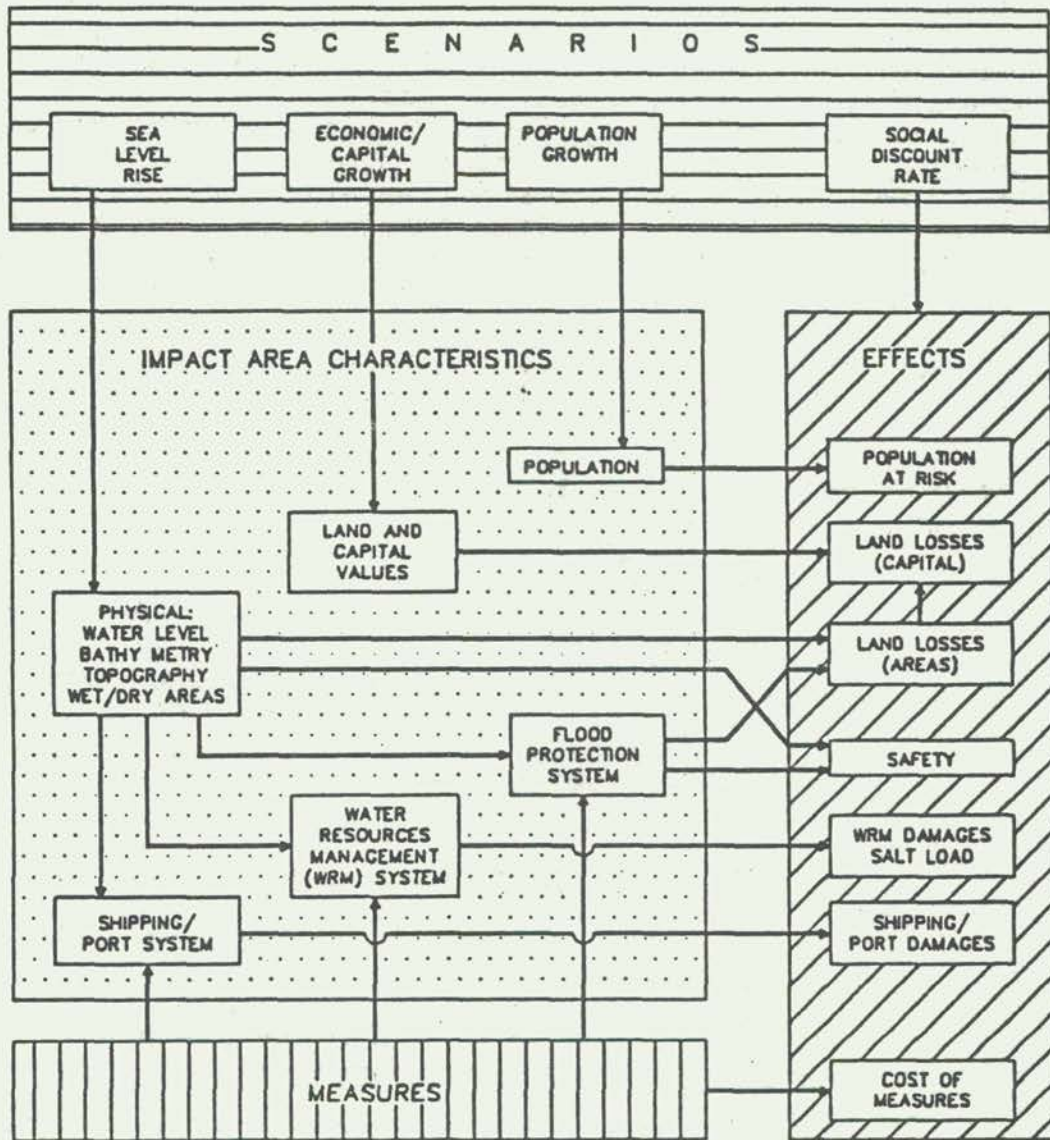 SCENARIOS
SEA
LEVEL
RISE
ECONOMIC/
CAPITAL
GROWTH
POPULATION
GROWTH
SOCIAL
DISCOUNT
RATE
IMPACT AREA CHARACTERISTICS
EFFECTS
POPULATION
POPULATION
AT RISK
LAND AND
CAPITAL
VALUES
LAND LOSSES
(CAPITAL)
PHYSICAL:
WATER LEVEL
BATHY METRY
TOPOGRAPHY
WET/DRY AREAS
LAND LOSSES
(AREAS)
FLOOD
PROTECTION
SYSTEM
SAFETY
WATER
RESOURCES
MANAGEMENT
(WRM) SYSTEM
WRM DAMAGES
SALT LOAD
SHIPPING/
PORT SYSTEM
SHIPPING/
PORT DAMAGES
MEASURES
COST OF
MEASURES